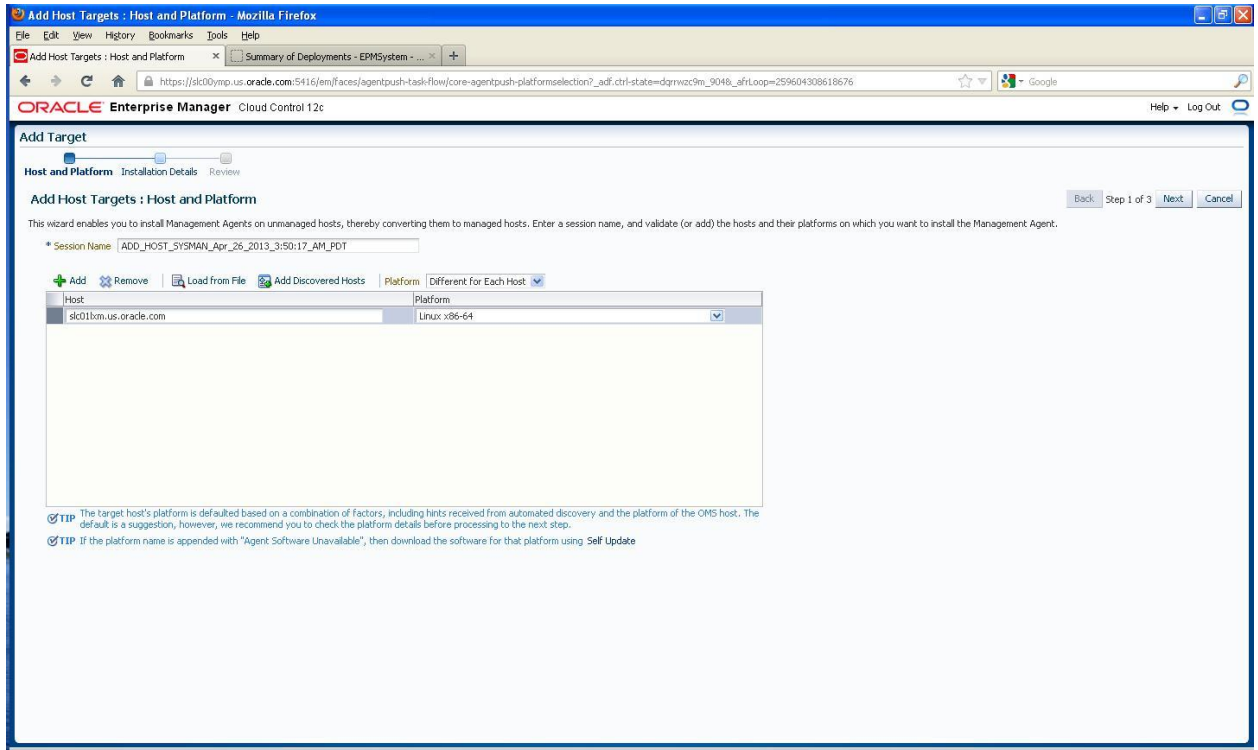 Add Host Targets : Host and Platform - Mozilla Firefox
File Edit View History Bookmarks Tools Help
Add Host Targets : Host and Platform × Summary of Deployments - EPMSystem - ... × +
https://slc00ymp.us.oracle.com:5416/em/faces/agentpush-task-flow/core-agentpush-platformselection?_adf.ctrl-state=dqrrwzc9m_904&_afrLoop=259604308618676 Google
ORACLE Enterprise Manager Cloud Control 12c Help Log Out
Add Target
Host and Platform Installation Details Review
Add Host Targets : Host and Platform Back Step 1 of 3 Next Cancel
This wizard enables you to install Management Agents on unmanaged hosts, thereby converting them to managed hosts. Enter a session name, and validate (or add) the hosts and their platforms on which you want to install the Management Agent.
* Session Name ADD_HOST_SYSMAN_Apr_26_2013_3:50:17_AM_PDT
Add Remove Load from File Add Discovered Hosts Platform Different for Each Host
Host Platform
slc01lxm.us.oracle.com Linux x86-64
TIP The target host's platform is defaulted based on a combination of factors, including hints received from automated discovery and the platform of the OMS host. The
default is a suggestion, however, we recommend you to check the platform details before processing to the next step.
TIP If the platform name is appended with "Agent Software Unavailable", then download the software for that platform using Self Update